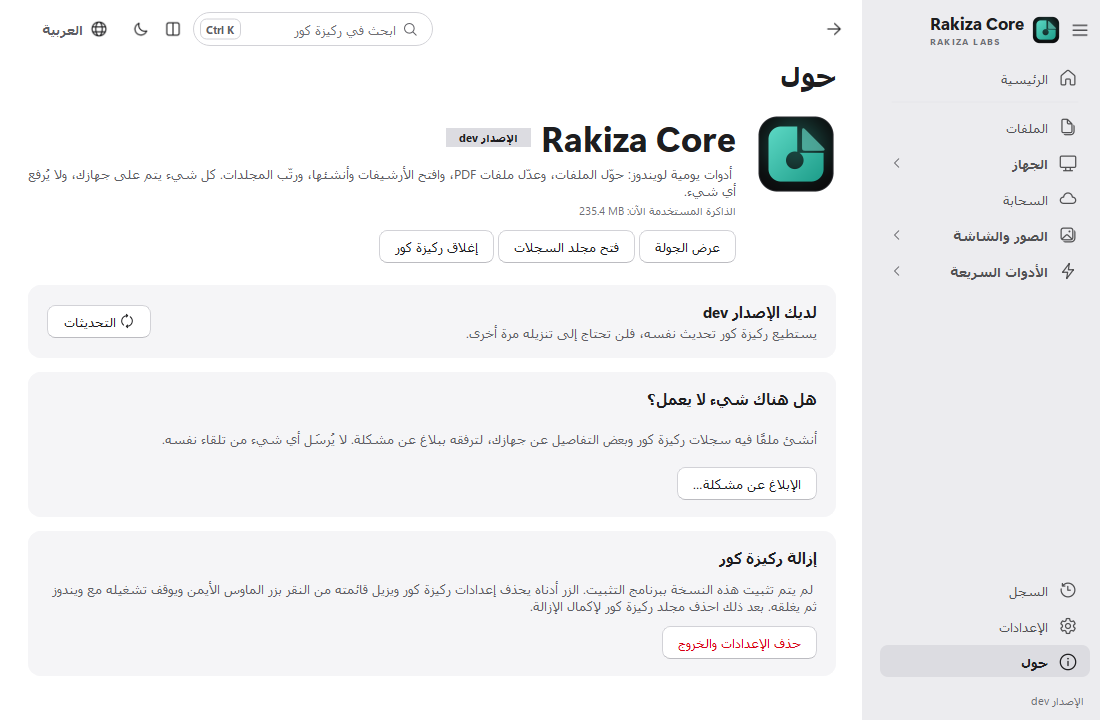 Rakiza Core
RAKIZA LABS
الرئيسية
الملفات
الجهاز
السحابة
الصور والشاشة
الأدوات السريعة
السجل
الإعدادات
حول
الإصدار dev
ابحث في ركيزة كور
Ctrl K
العربية
حول
Rakiza Core
الإصدار dev
أدوات يومية لويندوز: حوّل الملفات، وعدّل ملفات PDF، وافتح الأرشيفات وأنشئها، ورتّب المجلدات. كل شيء يتم على جهازك، ولا يُرفع
أي شيء.
الذاكرة المستخدمة الآن: 235.4 MB
عرض الجولة
فتح مجلد السجلات
إغلاق ركيزة كور
لديك الإصدار dev
يستطيع ركيزة كور تحديث نفسه، فلن تحتاج إلى تنزيله مرة أخرى.
التحديثات
هل هناك شيء لا يعمل؟
أنشئ ملفًا فيه سجلات ركيزة كور وبعض التفاصيل عن جهازك، لترفقه ببلاغ عن مشكلة. لا يُرسَل أي شيء من تلقاء نفسه.
الإبلاغ عن مشكلة...
إزالة ركيزة كور
لم يتم تثبيت هذه النسخة ببرنامج التثبيت. الزر أدناه يحذف إعدادات ركيزة كور ويزيل قائمته من النقر بزر الماوس الأيمن ويوقف تشغيله مع ويندوز
ثم يغلقه. بعد ذلك احذف مجلد ركيزة كور لإكمال الإزالة.
حذف الإعدادات والخروج